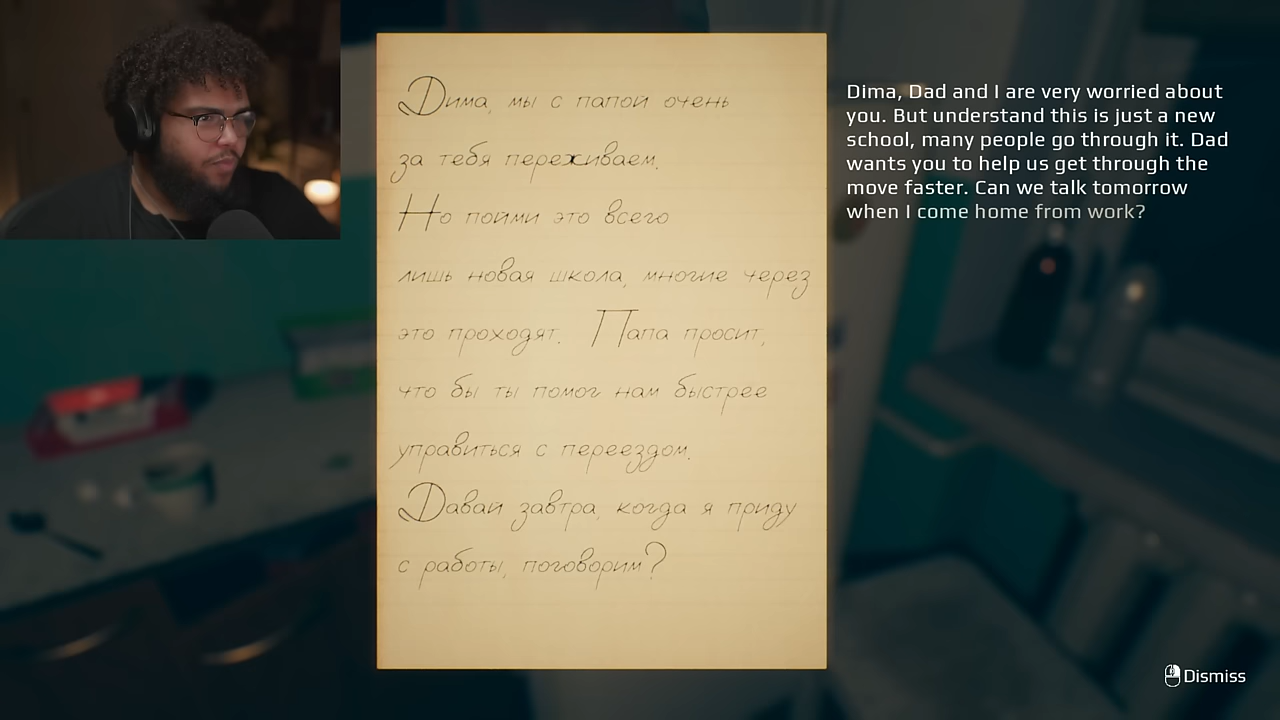 Дима, мы с папой очень
за тебя переживаем.
Но пойми это всего
лишь новая школа, многие через
это проходят. Папа просит,
что бы ты помог нам быстрее
управиться с переездом.
Давай завтра, когда я приду
с работы, поговорим?
Dima, Dad and I are very worried about
you. But understand this is just a new
school, many people go through it. Dad
wants you to help us get through the
move faster. Can we talk tomorrow
when I come home from work?
Dismiss